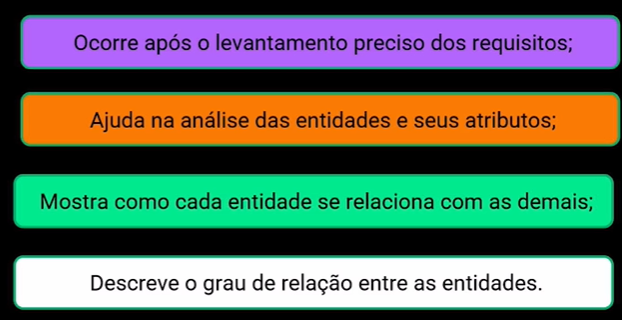 Ocorre após o levantamento preciso dos requisitos;
Ajuda na análise das entidades e seus atributos;
Mostra como cada entidade se relaciona com as demais;
Descreve o grau de relação entre as entidades.